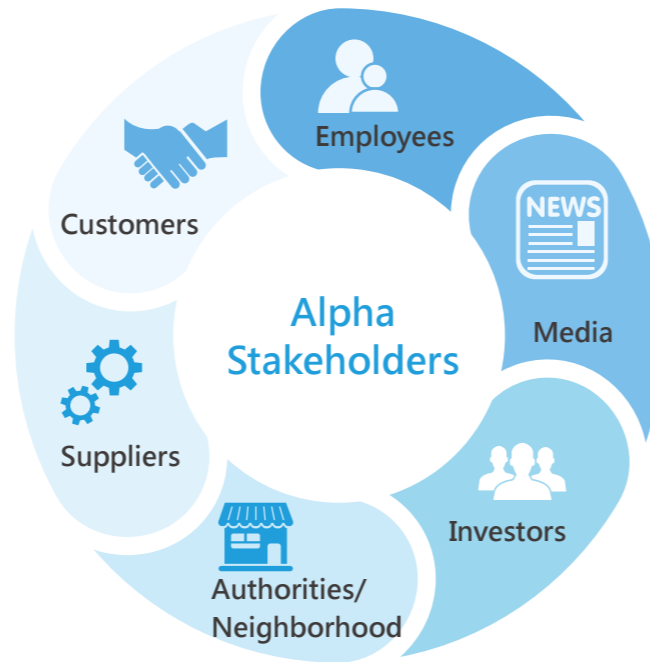 Employees
NEWS
Media
Investors
Authorities/
Neighborhood
Suppliers
Customers
Alpha
Stakeholders